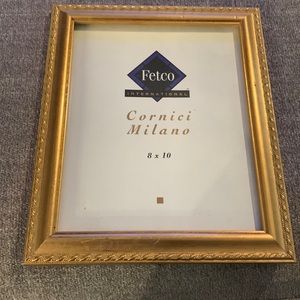 Fetco
INTERNATIONAL
Cornici
Milano
8 x 10